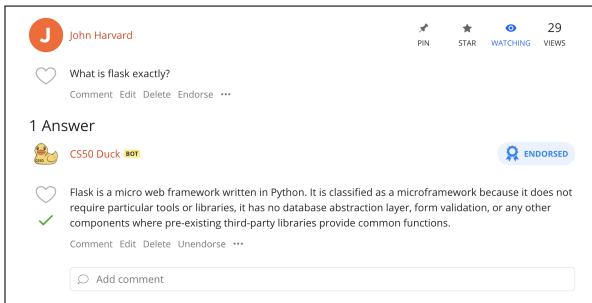 J
John Harvard
PIN
STAR
WATCHING
29
VIEWS
What is flask exactly?
Comment Edit Delete Endorse •••
1 Answer
CS50 Duck BOT
ENDORSED
Flask is a micro web framework written in Python. It is classified as a microframework because it does not
require particular tools or libraries, it has no database abstraction layer, form validation, or any other
components where pre-existing third-party libraries provide common functions.
Comment Edit Delete Unendorse •••
Add comment